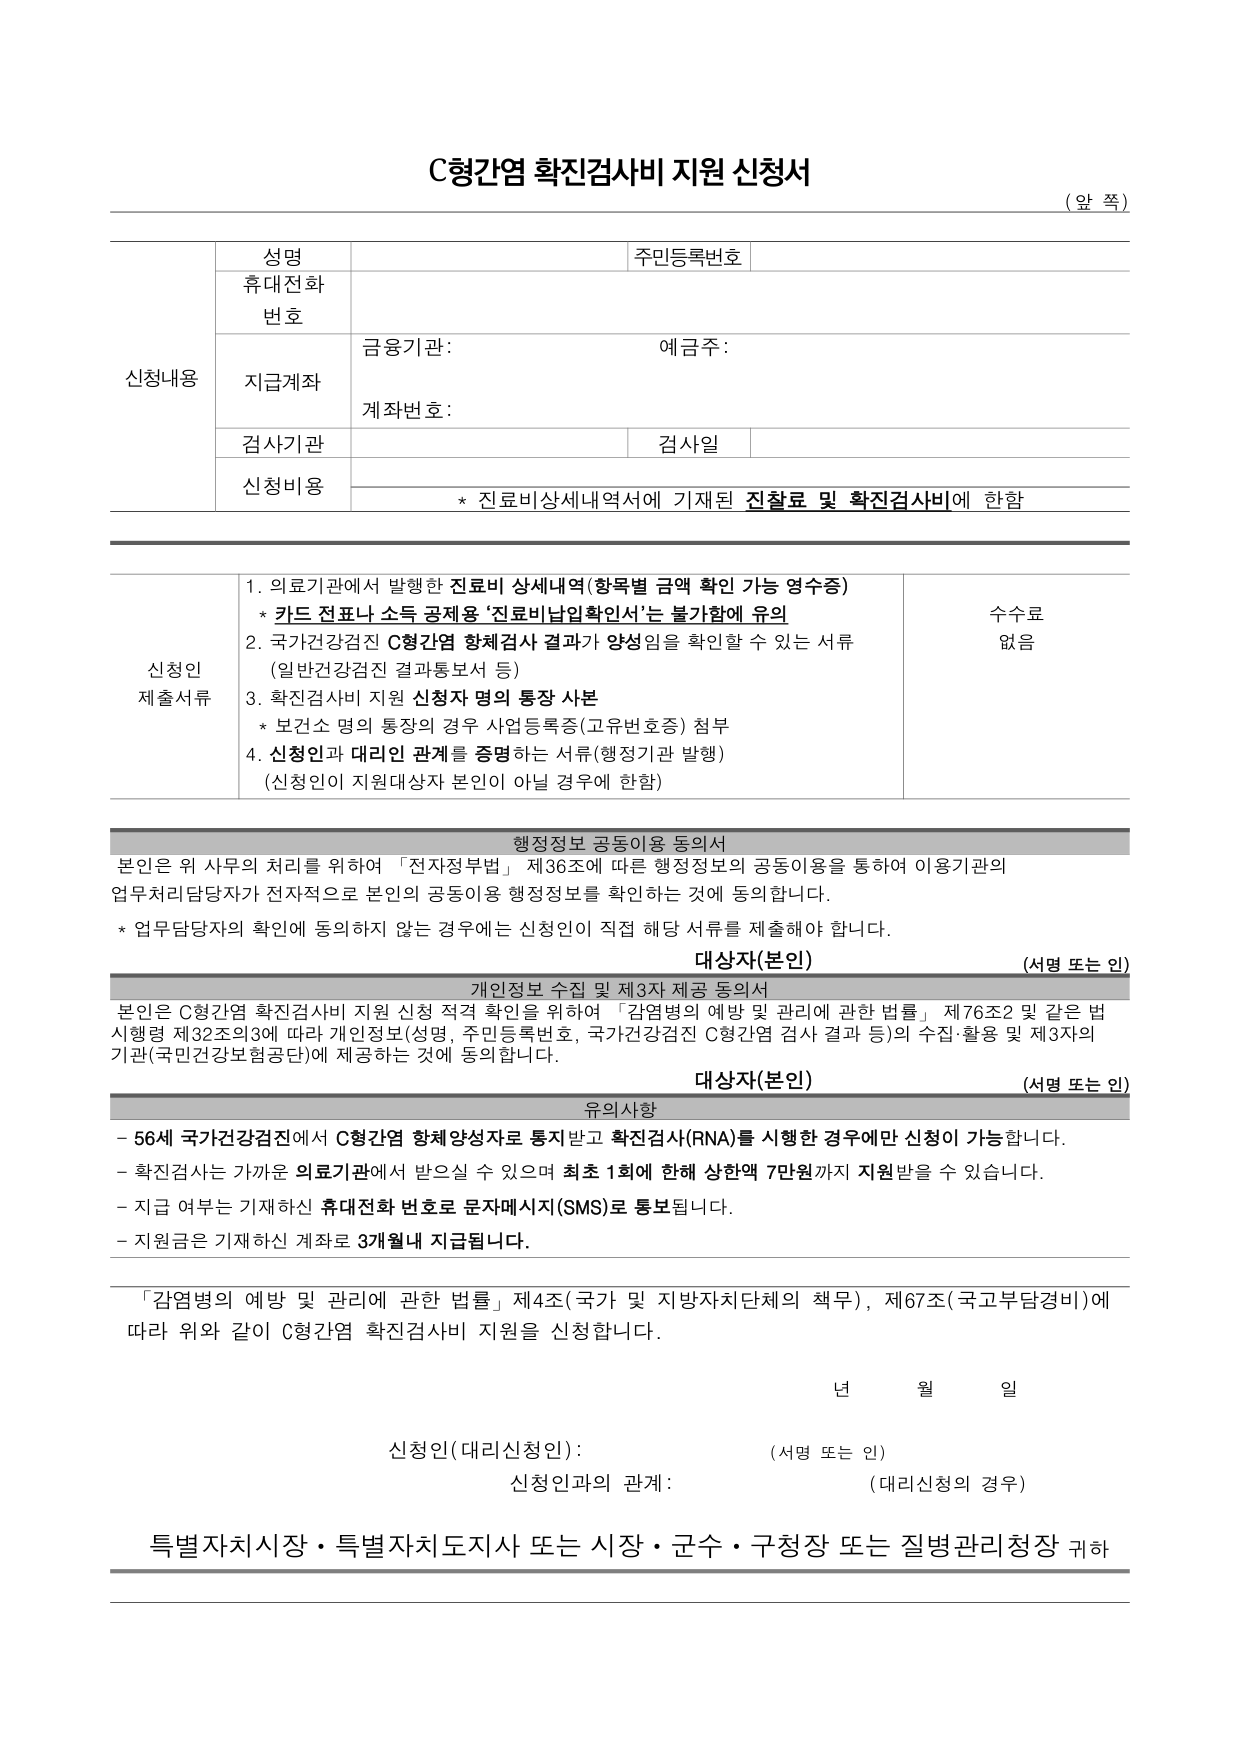 C형간염 확진검사비 지원 신청서
(앞 쪽)
신청내용
성명
주민등록번호
휴대전화
번호
지급계좌
금융기관: 예금주:
계좌번호:
검사기관
검사일
신청비용
* 진료비상세내역서에 기재된 진찰료 및 확진검사비에 한함
신청인
제출서류
1. 의료기관에서 발행한 진료비 상세내역(항목별 금액 확인 가능 영수증)
* 카드 전표나 소득 공제용 ‘진료비납입확인서’는 불가함에 유의
2. 국가건강검진 C형간염 항체검사 결과가 양성임을 확인할 수 있는 서류
(일반건강검진 결과통보서 등)
3. 확진검사비 지원 신청자 명의 통장 사본
* 보건소 명의 통장의 경우 사업등록증(고유번호증) 첨부
4. 신청인과 대리인 관계를 증명하는 서류(행정기관 발행)
(신청인이 지원대상자 본인이 아닐 경우에 한함)
수수료
없음
행정정보 공동이용 동의서
본인은 위 사무의 처리를 위하여 「전자정부법」 제36조에 따른 행정정보의 공동이용을 통하여 이용기관의
업무처리담당자가 전자적으로 본인의 공동이용 행정정보를 확인하는 것에 동의합니다.
* 업무담당자의 확인에 동의하지 않는 경우에는 신청인이 직접 해당 서류를 제출해야 합니다.
대상자(본인) (서명 또는 인)
개인정보 수집 및 제3자 제공 동의서
본인은 C형간염 확진검사비 지원 신청 적격 확인을 위하여 「감염병의 예방 및 관리에 관한 법률」 제76조2 및 같은 법
시행령 제32조의3에 따라 개인정보(성명, 주민등록번호, 국가건강검진 C형간염 검사 결과 등)의 수집·활용 및 제3자의
기관(국민건강보험공단)에 제공하는 것에 동의합니다.
대상자(본인) (서명 또는 인)
유의사항
– 56세 국가건강검진에서 C형간염 항체양성자로 통지받고 확진검사(RNA)를 시행한 경우에만 신청이 가능합니다.
– 확진검사는 가까운 의료기관에서 받으실 수 있으며 최초 1회에 한해 상한액 7만원까지 지원받을 수 있습니다.
– 지급 여부는 기재하신 휴대전화 번호로 문자메시지(SMS)로 통보됩니다.
– 지원금은 기재하신 계좌로 3개월내 지급됩니다.
「감염병의 예방 및 관리에 관한 법률」제4조(국가 및 지방자치단체의 책무), 제67조(국고부담경비)에
따라 위와 같이 C형간염 확진검사비 지원을 신청합니다.
년 월 일
신청인(대리신청인): (서명 또는 인)
신청인과의 관계: (대리신청의 경우)
특별자치시장・특별자치도지사 또는 시장・군수・구청장 또는 질병관리청장 귀하